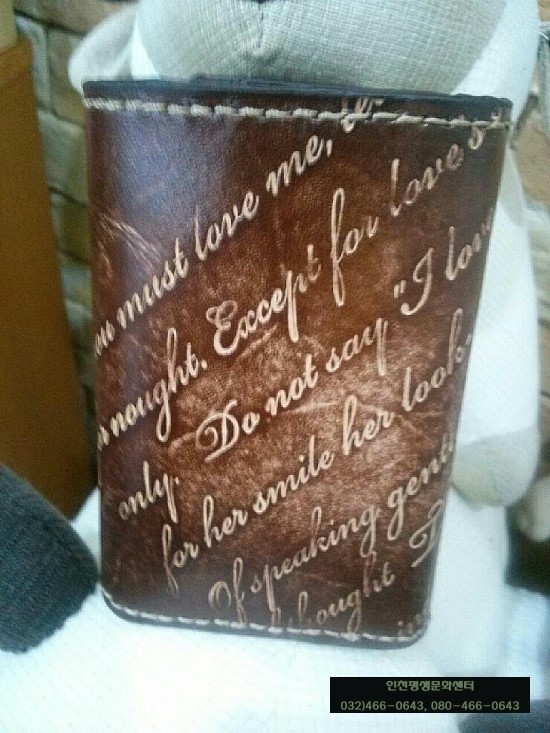 must love me,
nought. Except for love's
only. Do not say "I love
for her smile her look-
Of speaking gent
thought
인천평생문화센터
032)466-0643, 080-466-0643